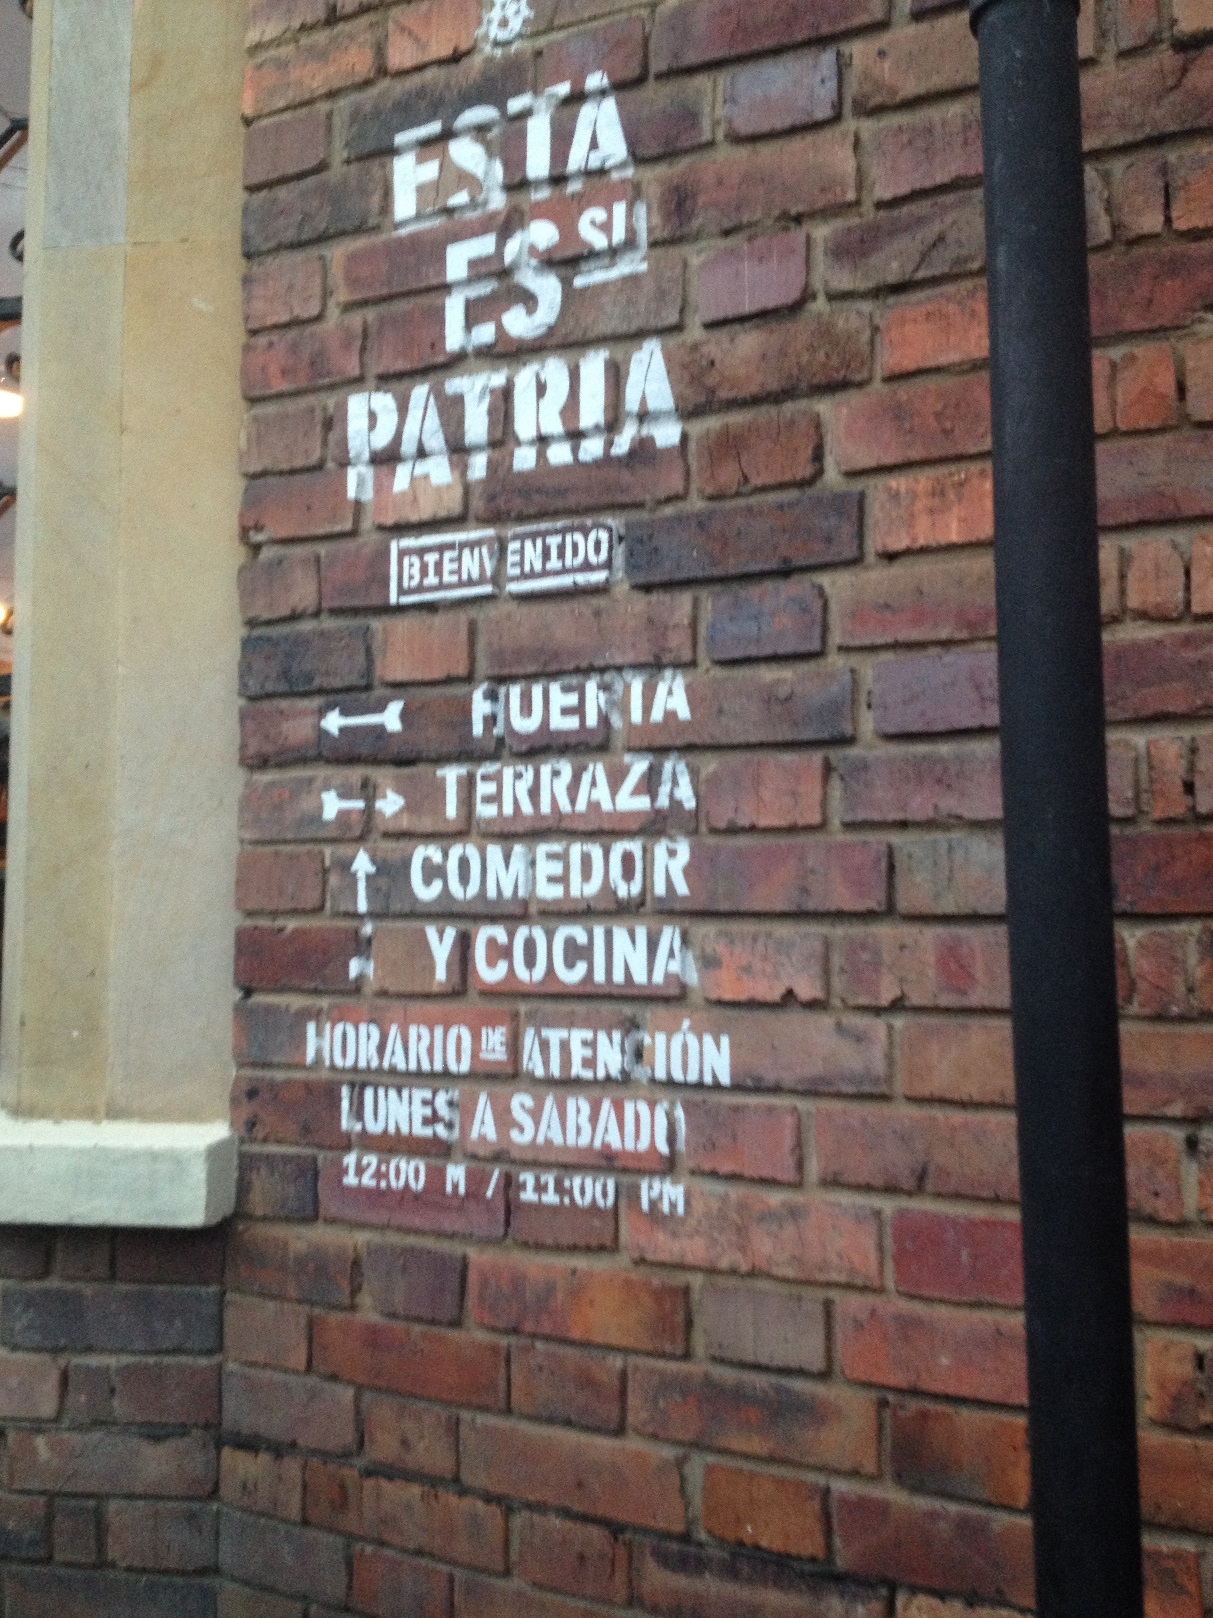 ESTA
ES SU
PATRIA
BIENVENIDO
HUERTA
TERRAZA
COMEDOR
Y COCINA
HORARIO DE ATENCIÓN
LUNES A SABADO
12:00 M / 11:00 PM